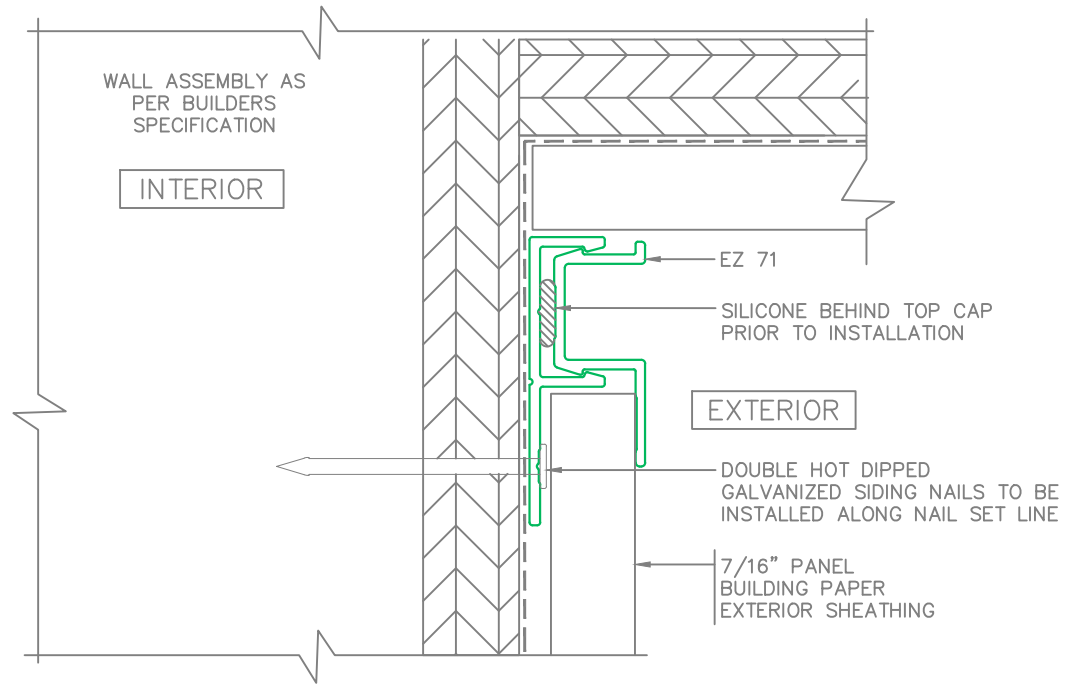 WALL ASSEMBLY AS
PER BUILDERS
SPECIFICATION
INTERIOR
EZ 71
SILICONE BEHIND TOP CAP
PRIOR TO INSTALLATION
EXTERIOR
DOUBLE HOT DIPPED
GALVANIZED SIDING NAILS TO BE
INSTALLED ALONG NAIL SET LINE
7/16” PANEL
BUILDING PAPER
EXTERIOR SHEATHING